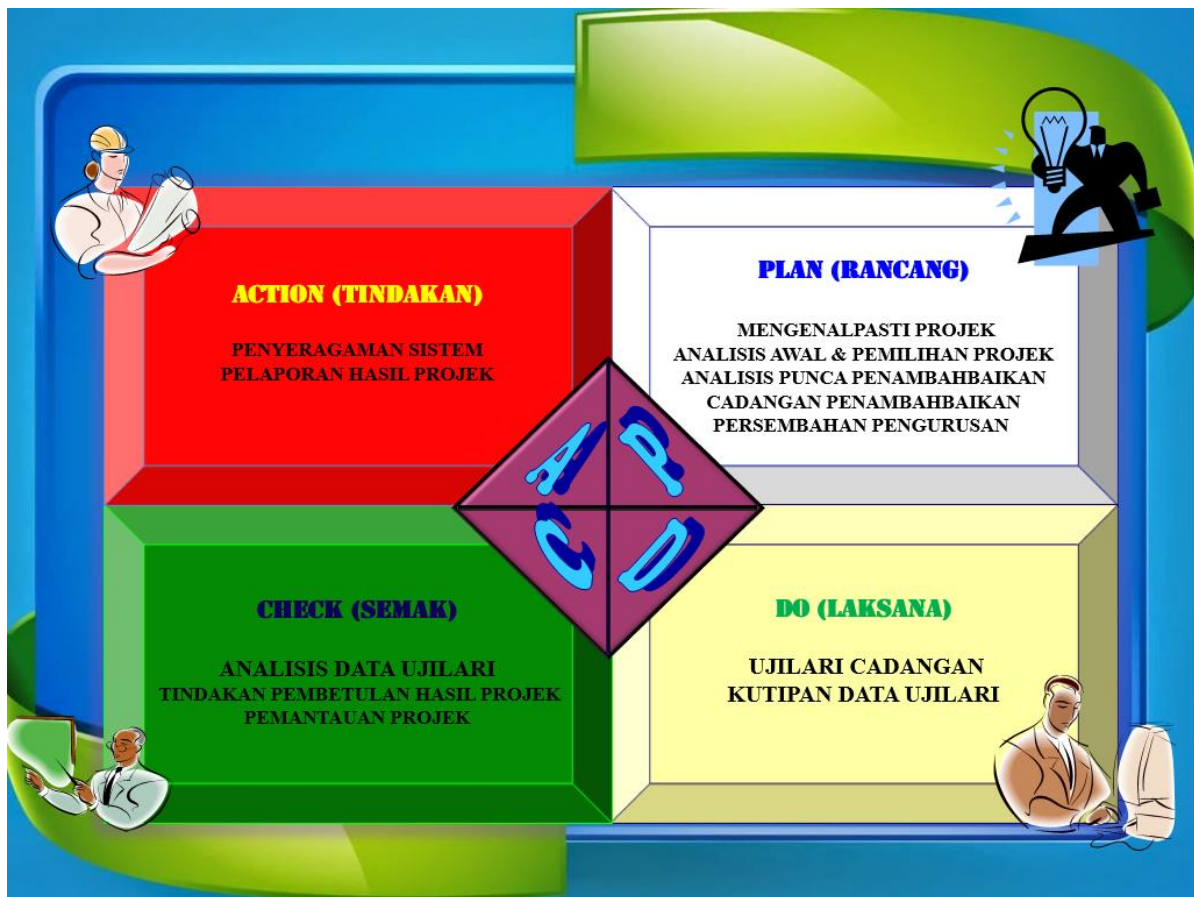 ACTION (TINDAKAN)
PENYERAGAMAN SISTEM
PELAPORAN HASIL PROJEK
PLAN (RANCANG)
MENGENALPASTI PROJEK
ANALISIS AWAL & PEMILIHAN PROJEK
ANALISIS PUNCA PENAMBAHBAIKAN
CADANGAN PENAMBAHBAIKAN
PERSEMBAHAN PENGURUSAN
A P
C D
CHECK (SEMAK)
ANALISIS DATA UJILARI
TINDAKAN PEMBETULAN HASIL PROJEK
PEMANTAUAN PROJEK
DO (LAKSANA)
UJILARI CADANGAN
KUTIPAN DATA UJILARI